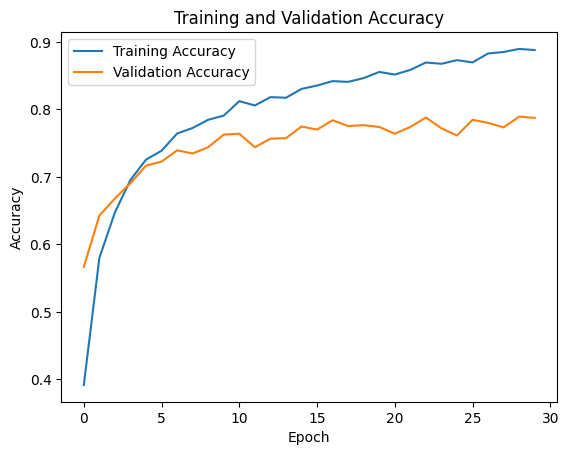 Training and Validation Accuracy
Training Accuracy
Validation Accuracy
0.9
0.8
0.7
0.6
0.5
0.4
Accuracy
0 5 10 15 20 25 30
Epoch